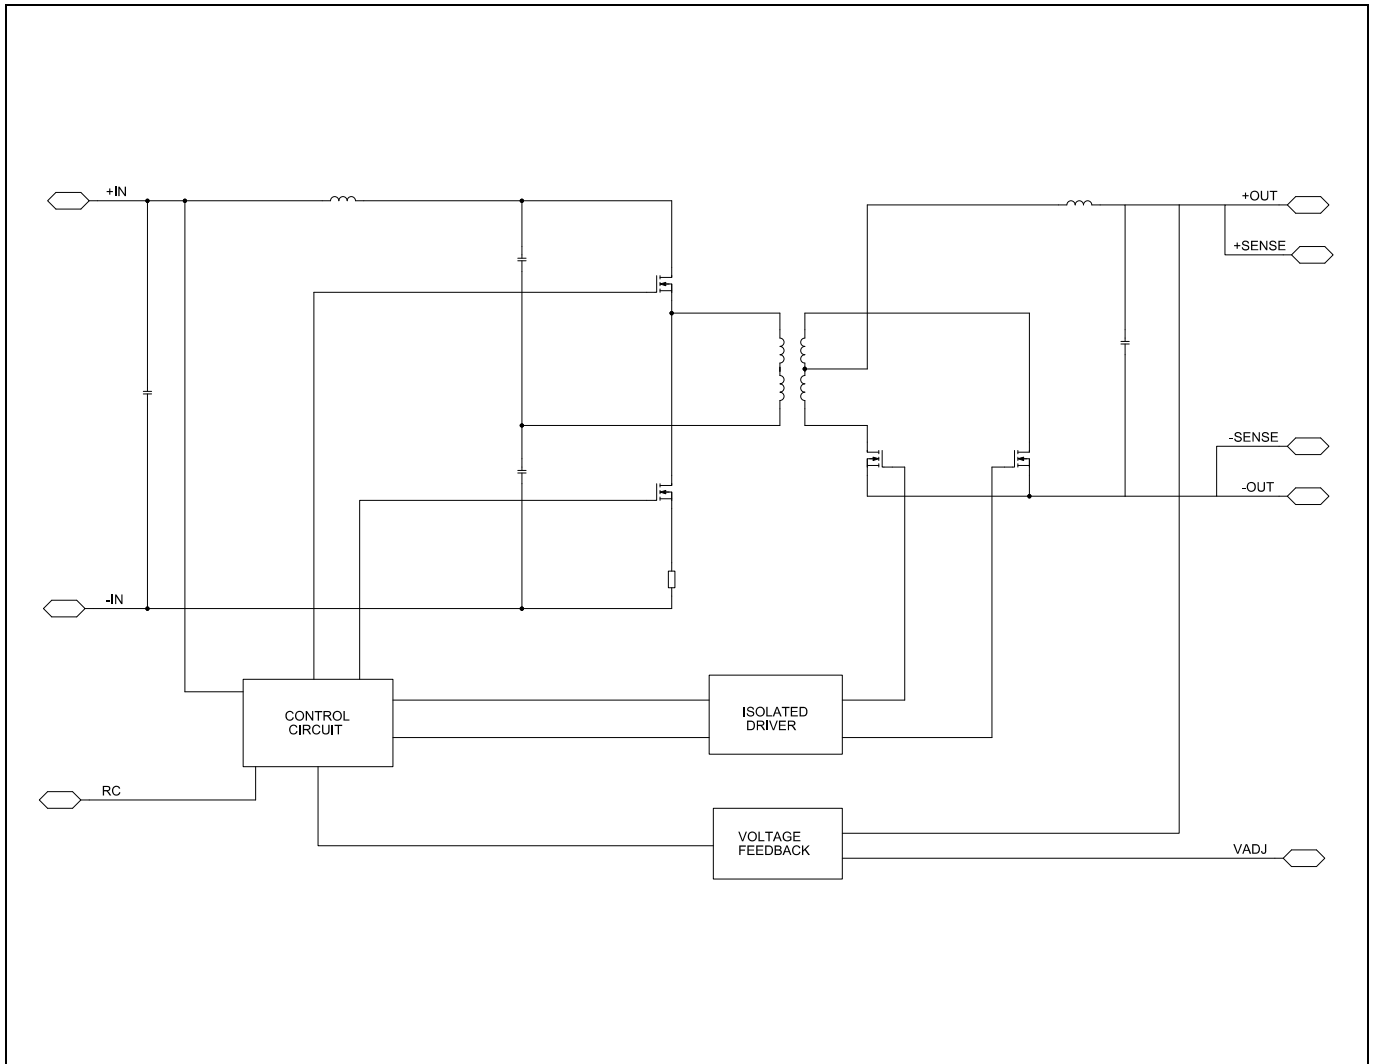 +IN
+OUT
+SENSE
-SENSE
-OUT
-IN
CONTROL
CIRCUIT
ISOLATED
DRIVER
RC
VOLTAGE
FEEDBACK
VADJ